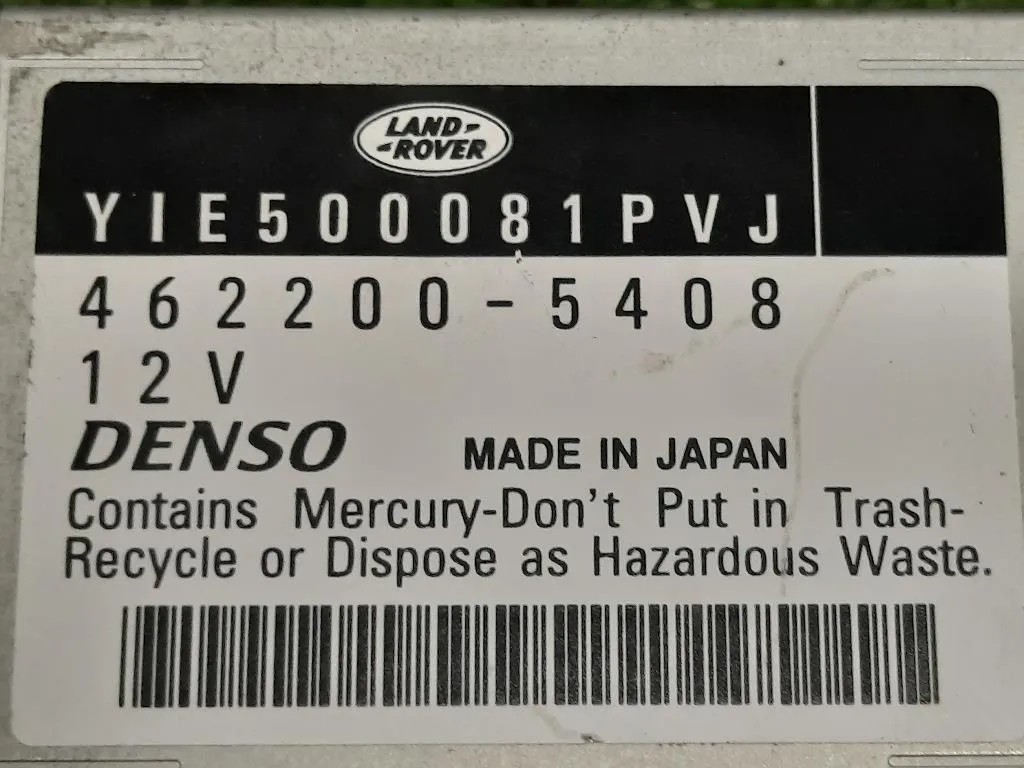 LAND-
-ROVER
YIE500081PVJ
462200-5408
12V
DENSO MADE IN JAPAN
Contains Mercury-Don't Put in Trash-
Recycle or Dispose as Hazardous Waste.